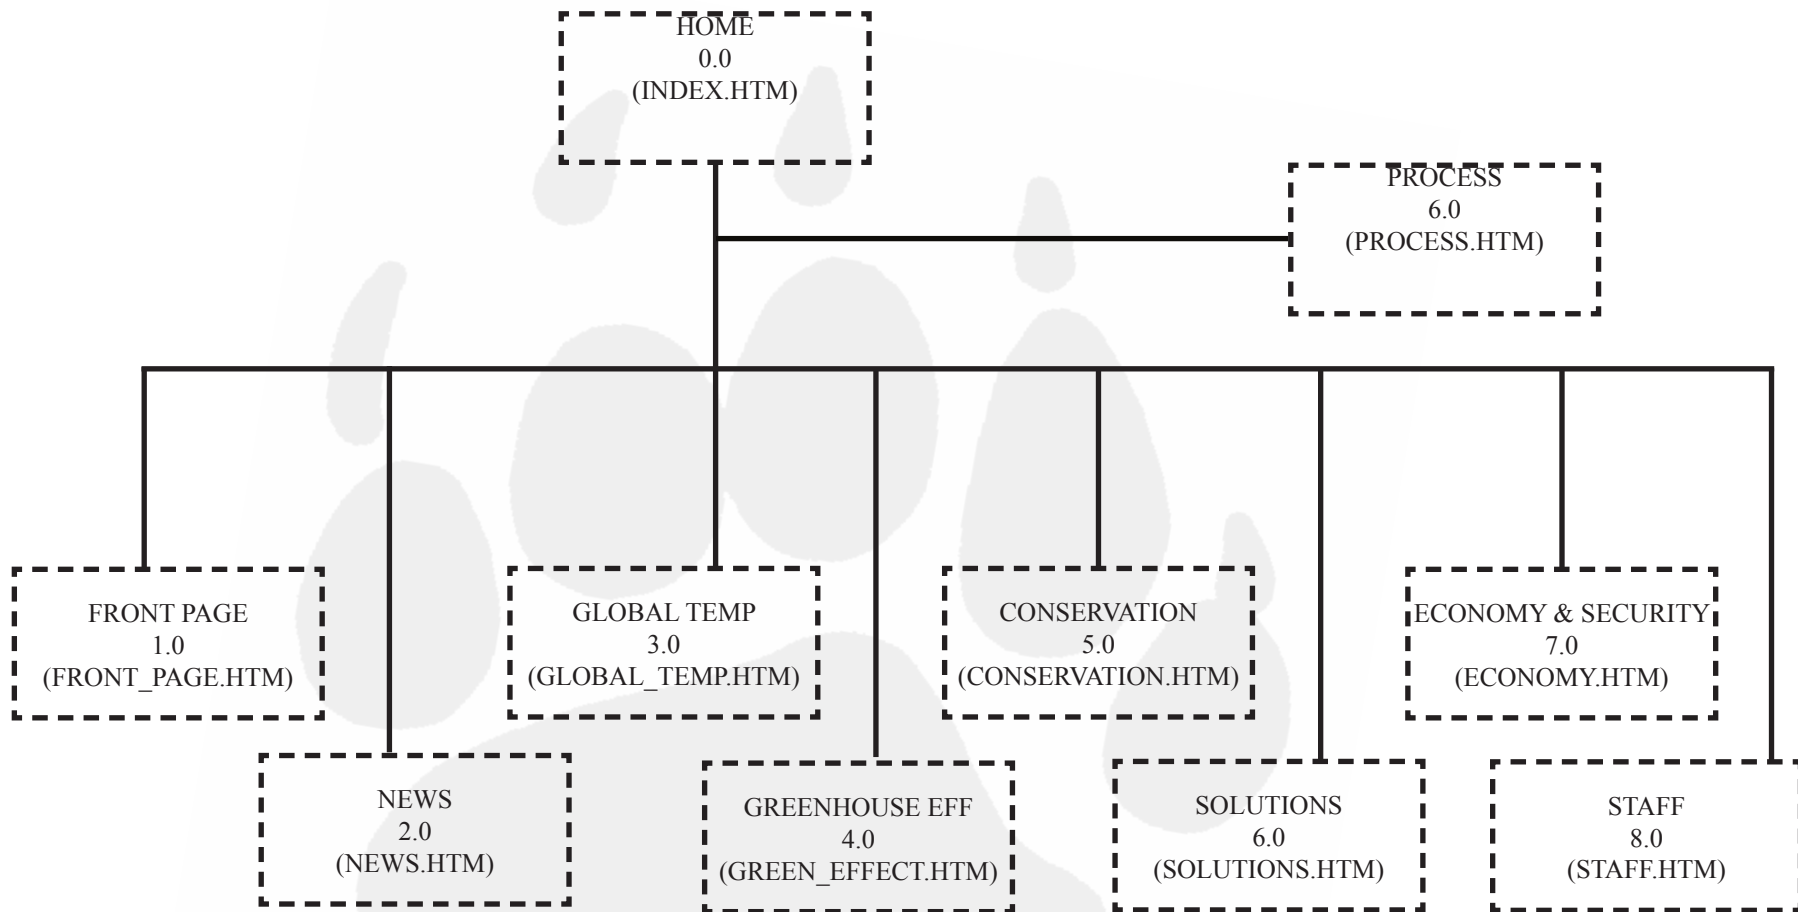 HOME
0.0
(INDEX.HTM)
PROCESS
6.0
(PROCESS.HTM)
FRONT PAGE
1.0
(FRONT_PAGE.HTM)
GLOBAL TEMP
3.0
(GLOBAL_TEMP.HTM)
CONSERVATION
5.0
(CONSERVATION.HTM)
ECONOMY & SECURITY
7.0
(ECONOMY.HTM)
NEWS
2.0
(NEWS.HTM)
GREENHOUSE EFF
4.0
(GREEN_EFFECT.HTM)
SOLUTIONS
6.0
(SOLUTIONS.HTM)
STAFF
8.0
(STAFF.HTM)